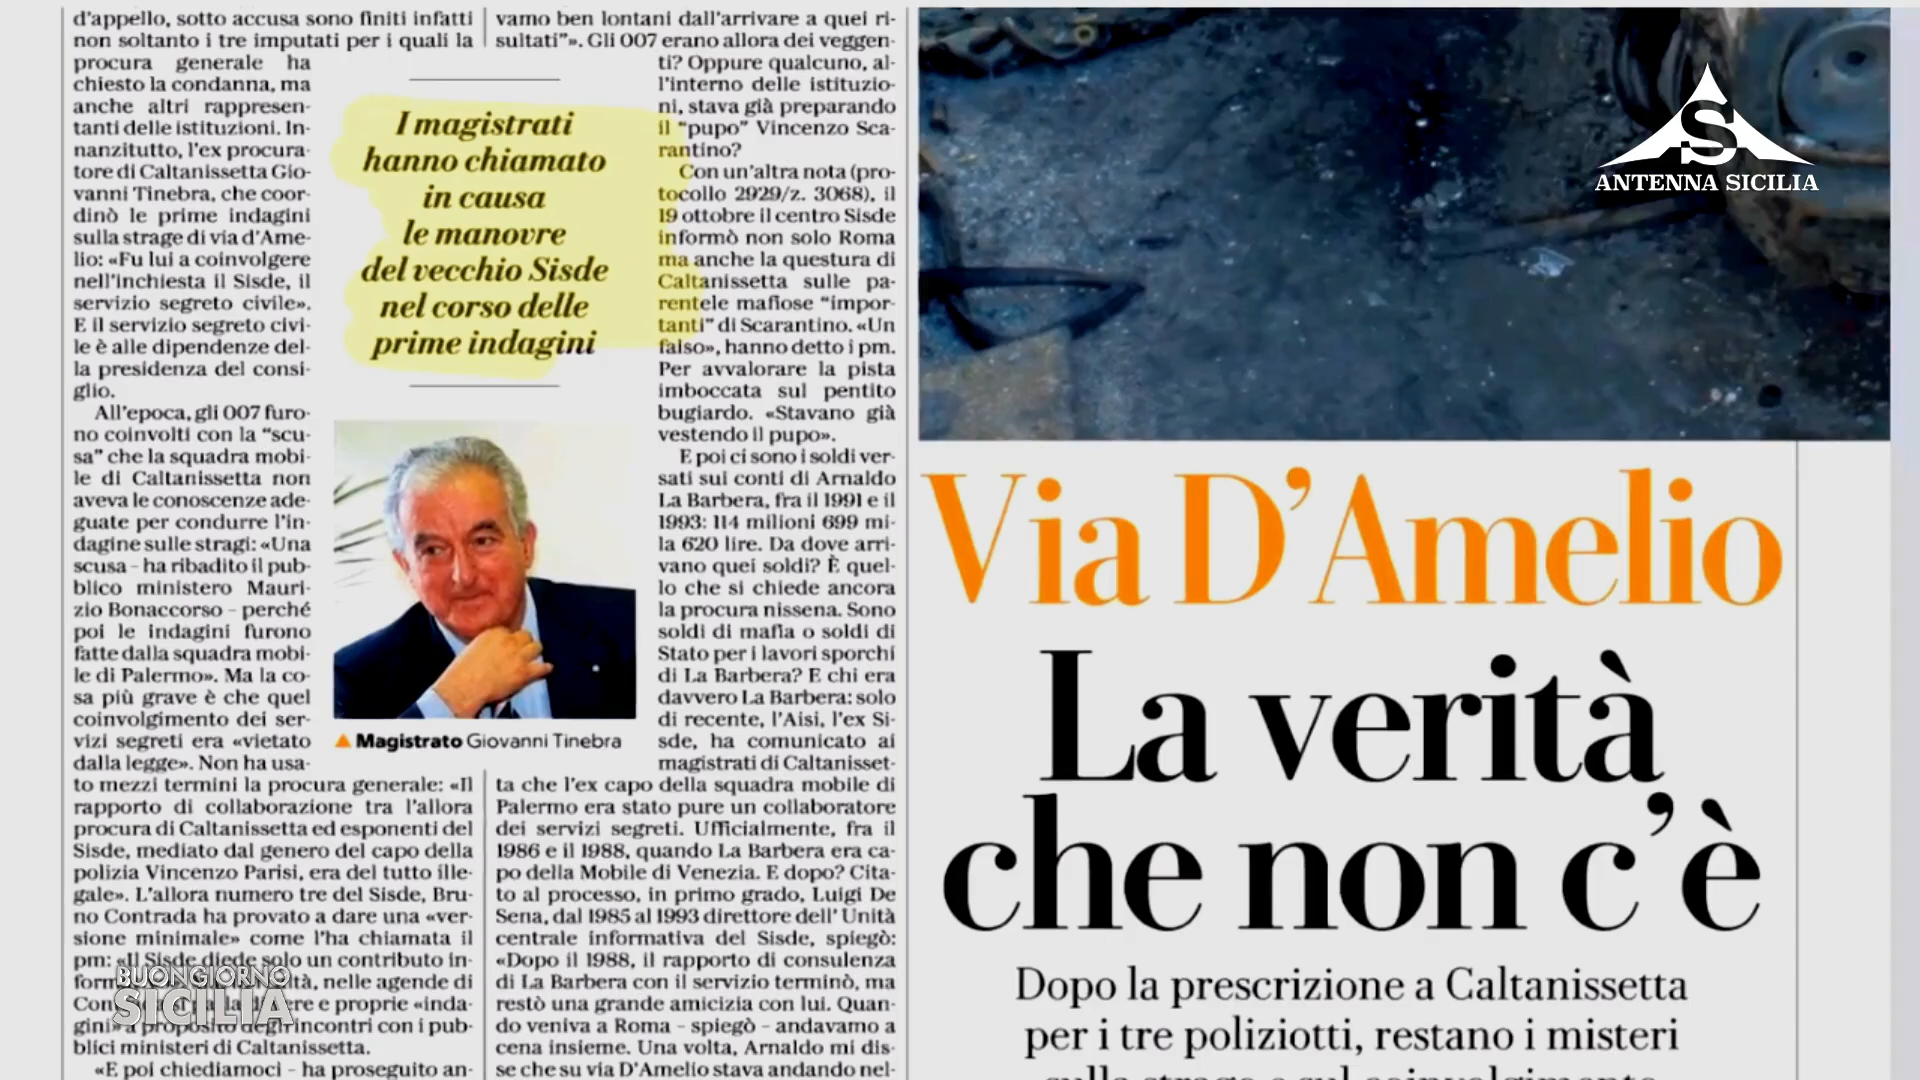 d'appello, sotto accusa sono finiti infatti
non soltanto i tre imputati per i quali la
procura generale ha
chiesto la condanna, ma
anche altri rappresen-
tanti delle istituzioni. In-
nanzitutto, l'ex procura-
tore di Caltanissetta Gio-
vanni Tinebra, che coor-
dinò le prime indagini
sulla strage di via d'Ame-
lio: «Fu lui a coinvolgere
nell'inchiesta il Sisde, il
servizio segreto civile».
E il servizio segreto civi-
le è alle dipendenze del-
la presidenza del consi-
glio.
All'epoca, gli 007 furo-
no coinvolti con la "scu-
sa" che la squadra mobi-
le di Caltanissetta non
aveva le conoscenze ade-
guate per condurre l'in-
dagine sulle stragi: «Una
scusa - ha ribadito il pub-
blico ministero Mauri-
zio Bonaccorso - perché
poi le indagini furono
fatte dalla squadra mobi-
le di Palermo». Ma la co-
sa più grave è che quel
coinvolgimento dei ser-
vizi segreti era «vietato
dalla legge». Non ha usa-
to mezzi termini la procura generale: «Il
rapporto di collaborazione tra l'allora
procura di Caltanissetta ed esponenti del
Sisde, mediato dal genero del capo della
polizia Vincenzo Parisi, era del tutto ille-
gale». L'allora numero tre del Sisde, Bru-
no Contrada ha provato a dare una «ver-
sione minimale» come l'ha chiamata il
pm: «Il Sisde diede solo un contributo in-
nelle agende di
e proprie «inda-
gini» a proposito degli incontri con i pub-
blici ministeri di Caltanissetta.
«E poi chiediamoci - ha proseguito an-
I magistrati
hanno chiamato
in causa
le manovre
del vecchio Sisde
nel corso delle
prime indagini
Magistrato Giovanni Tinebra
vamo ben lontani dall'arrivare a quei ri-
sultati"». Gli 007 erano allora dei veggen-
ti? Oppure qualcuno, al-
l'interno delle istituzio-
ni, stava già preparando
il "pupo" Vincenzo Sca-
rantino?
Con un'altra nota (pro-
tocollo 2929/z. 3068), il
19 ottobre il centro Sisde
informò non solo Roma
ma anche la questura di
Caltanissetta sulle pa-
rentele mafiose "impor-
tanti" di Scarantino. «Un
falso», hanno detto i pm.
Per avvalorare la pista
imboccata sul pentito
bugiardo. «Stavano già
vestendo il pupo».
E poi ci sono i soldi ver-
sati sui conti di Arnaldo
La Barbera, fra il 1991 e il
1993: 114 milioni 699 mi-
la 620 lire. Da dove arri-
vano quei soldi? È quel-
lo che si chiede ancora
la procura nissena. Sono
soldi di mafia o soldi di
Stato per i lavori sporchi
di La Barbera? E chi era
davvero La Barbera: solo
di recente, l'Aisi, l'ex Si-
sde, ha comunicato ai
magistrati di Caltanisset-
ta che l'ex capo della squadra mobile di
Palermo era stato pure un collaboratore
dei servizi segreti. Ufficialmente, fra il
1986 e il 1988, quando La Barbera era ca-
po della Mobile di Venezia. E dopo? Cita-
to al processo, in primo grado, Luigi De
Sena, dal 1985 al 1993 direttore dell' Unità
centrale informativa del Sisde, spiegò:
«Dopo il 1988, il rapporto di consulenza
di La Barbera con il servizio terminò, ma
restò una grande amicizia con lui. Quan-
do veniva a Roma - spiegò - andavamo a
cena insieme. Una volta, Arnaldo mi dis-
se che su via D'Amelio stava andando nel-
S
ANTENNA SICILIA
Via D'Amelio
La verità
che non c'è
Dopo la prescrizione a Caltanissetta
per i tre poliziotti, restano i misteri
BUONGIORNO
SICILIA